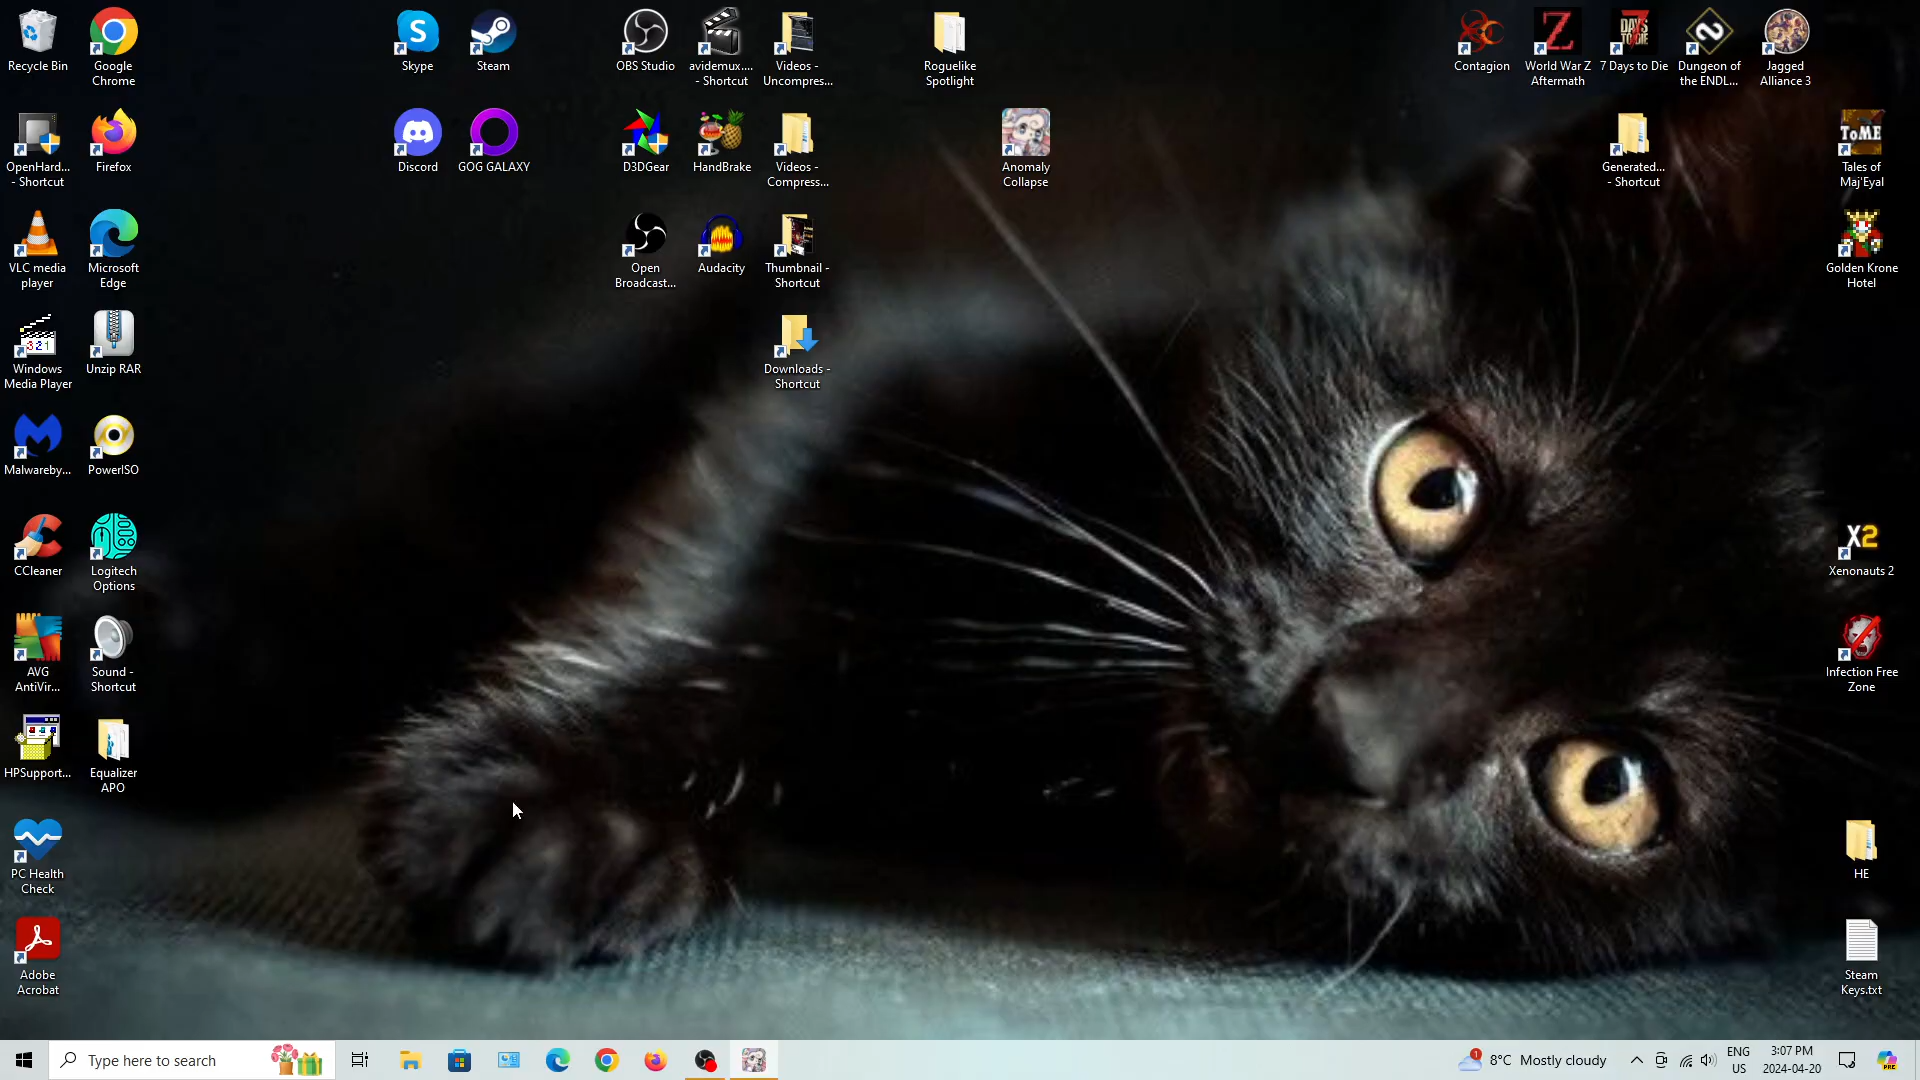 Recycle Bin
Google
Chrome
Skype
Steam
OBS Studio
avidemux....
- Shortcut
Videos -
Uncompres...
Roguelike
Spotlight
Contagion
World War Z
Aftermath
7 Days to Die
Dungeon of
the ENDL...
Jagged
Alliance 3
OpenHard...
- Shortcut
Firefox
Discord
GOG GALAXY
D3DGear
HandBrake
Videos -
Compress...
Anomaly
Collapse
Generated...
- Shortcut
ToME
Tales of
Maj'Eyal
VLC media
player
Microsoft
Edge
Open
Broadcast...
Audacity
Thumbnail -
Shortcut
Golden Krone
Hotel
Windows
Media Player
Unzip RAR
Downloads -
Shortcut
Malwareby...
PowerISO
CCleaner
Logitech
Options
X2
Xenonauts 2
AVG
AntiVir...
Sound -
Shortcut
Infection Free
Zone
HPSupport...
Equalizer
APO
PC Health
Check
HE
Adobe
Acrobat
Steam
Keys.txt
Type here to search
1
8°C Mostly cloudy
ENG
US
3:07 PM
2024-04-20
PRE